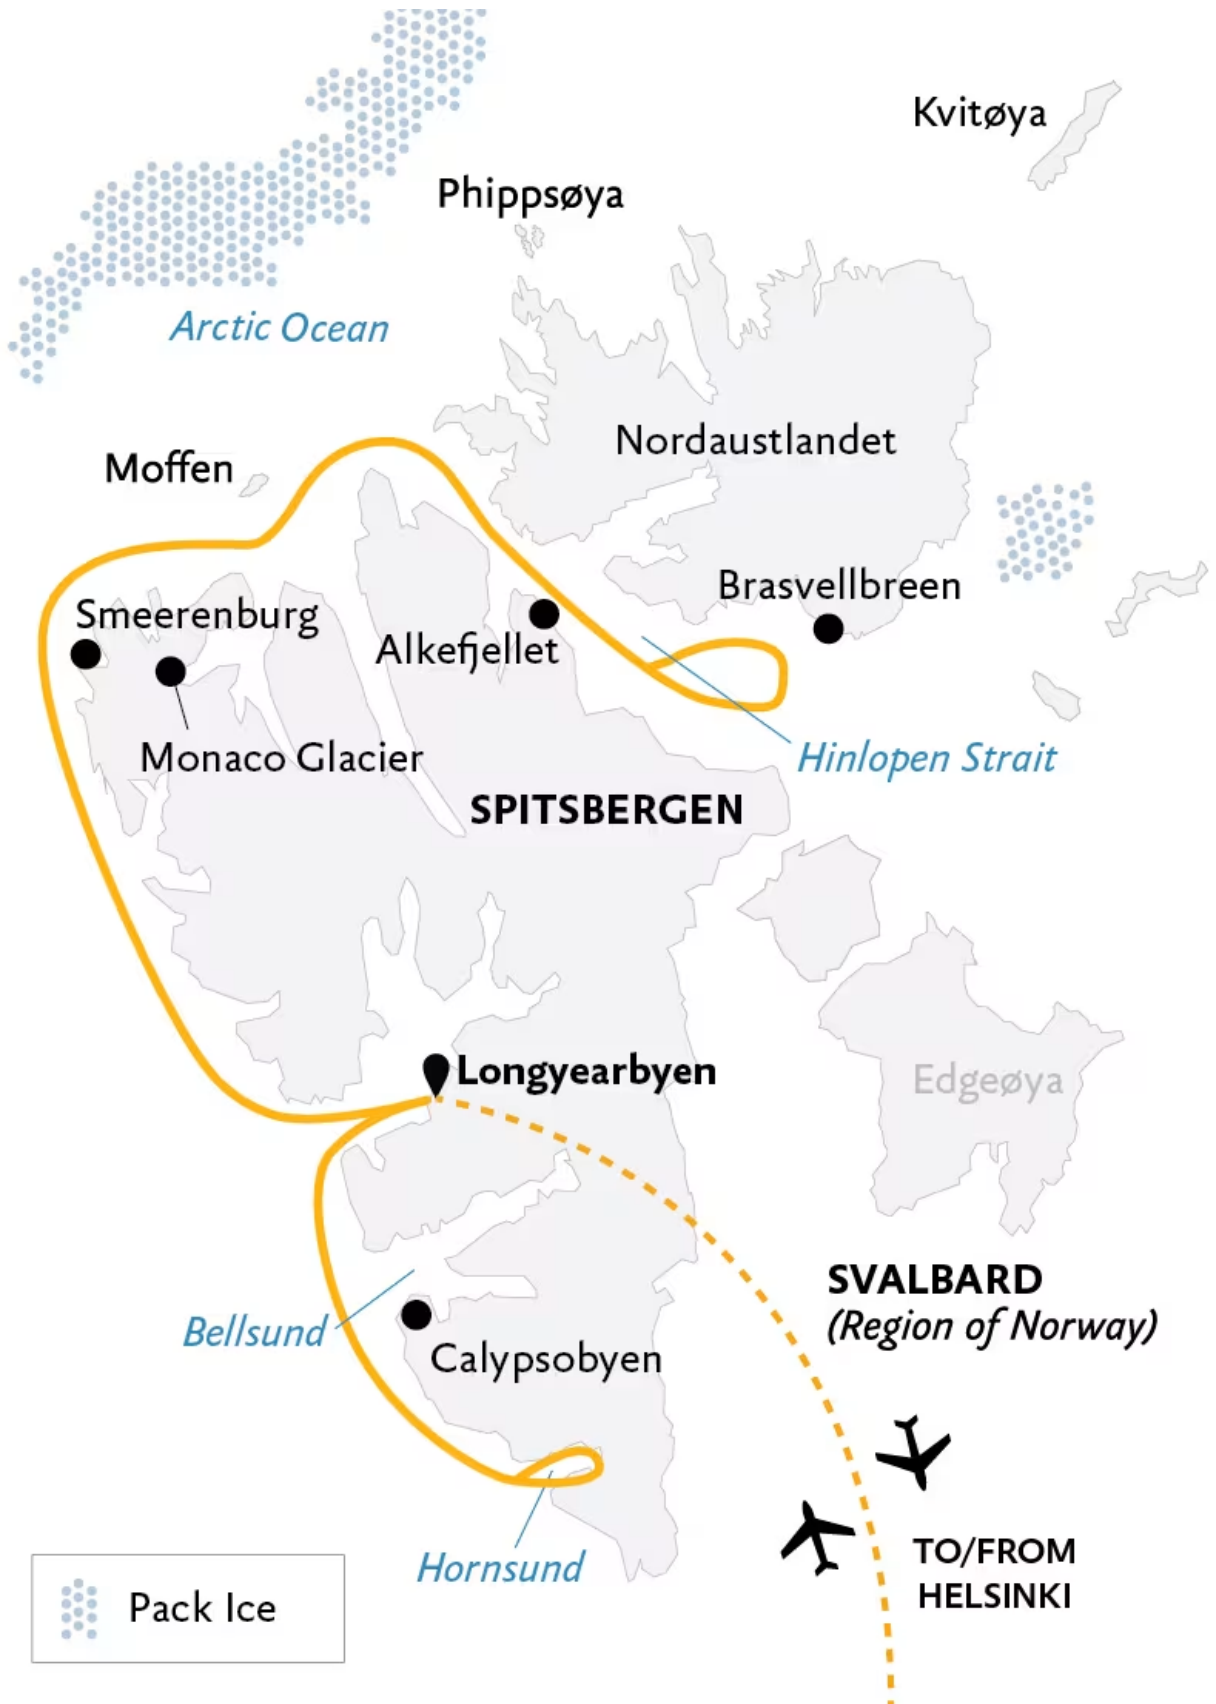 Kvitøya
Phippsøya
Arctic Ocean
Nordaustlandet
Moffen
Brasvellbreen
Smeerenburg
Alkefjellet
Monaco Glacier
Hinlopen Strait
SPITSBERGEN
Longyearbyen
Edgeøya
SVALBARD
(Region of Norway)
Bellsund
Calypsobyen
TO/FROM
HELSINKI
Hornsund
Pack Ice